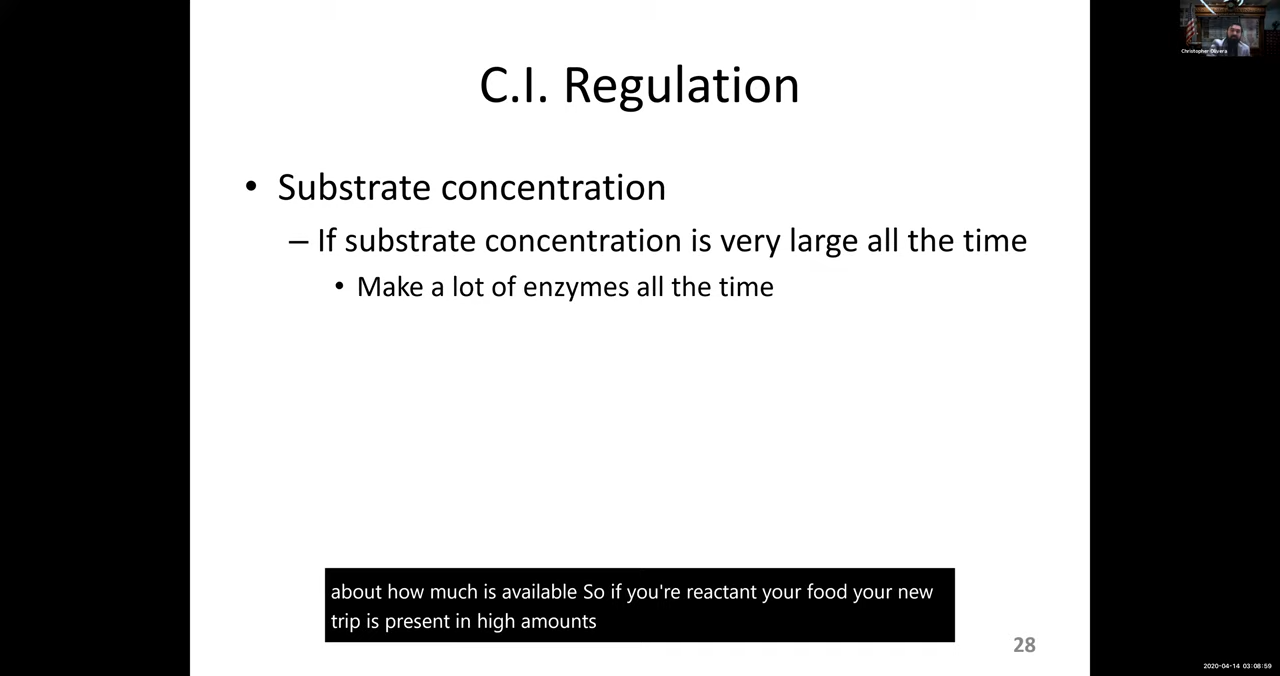 Christopher Olivera
C.I. Regulation
• Substrate concentration
– If substrate concentration is very large all the time
• Make a lot of enzymes all the time
about how much is available So if you're reactant your food your new
trip is present in high amounts
28
2020-04-14 03:08:59